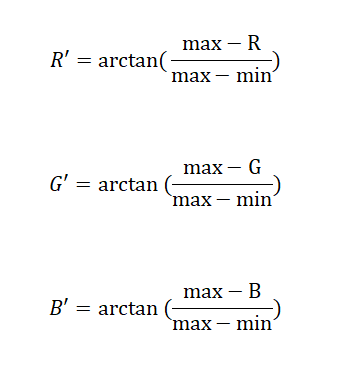 R′ = arctan( (max − R)/(max − min) )
G′ = arctan ( (max − G)/(max − min) )
B′ = arctan ( (max − B)/(max − min) )